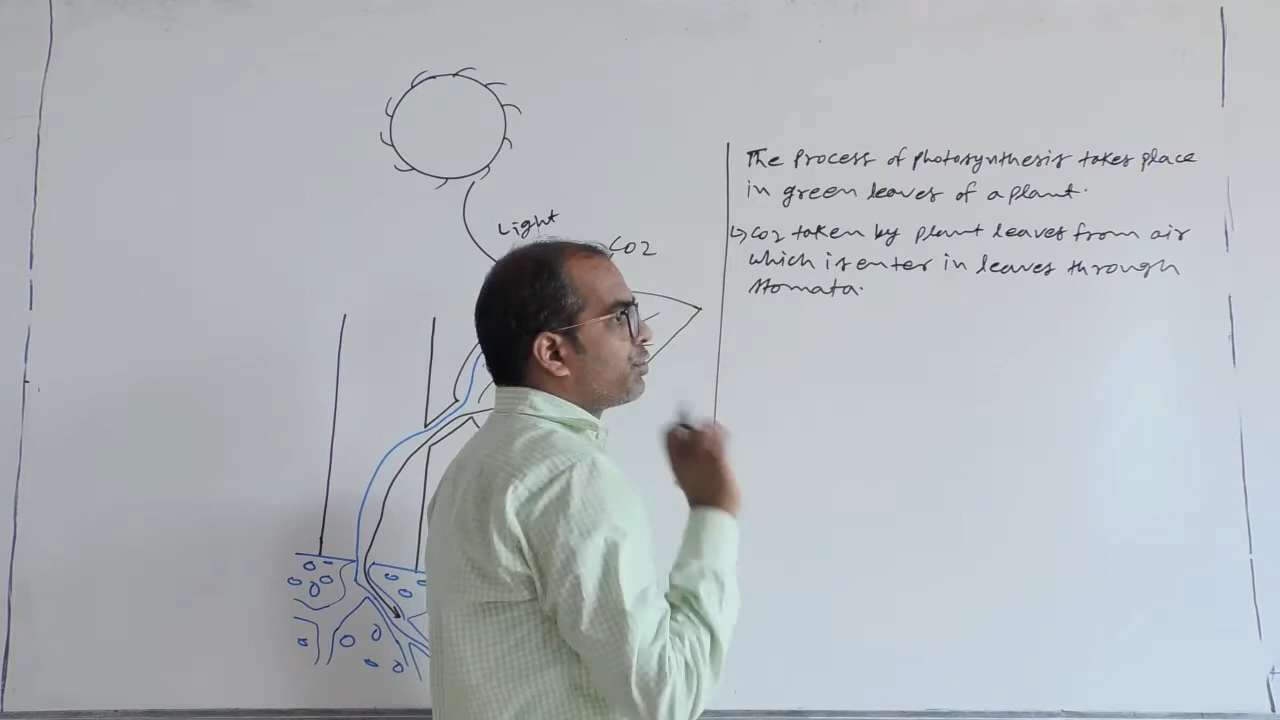 Light
CO2
The process of photosynthesis takes place
in green leaves of a plant.
↳ CO2 taken by plant leaves from air
which is enter in leaves through
stomata.